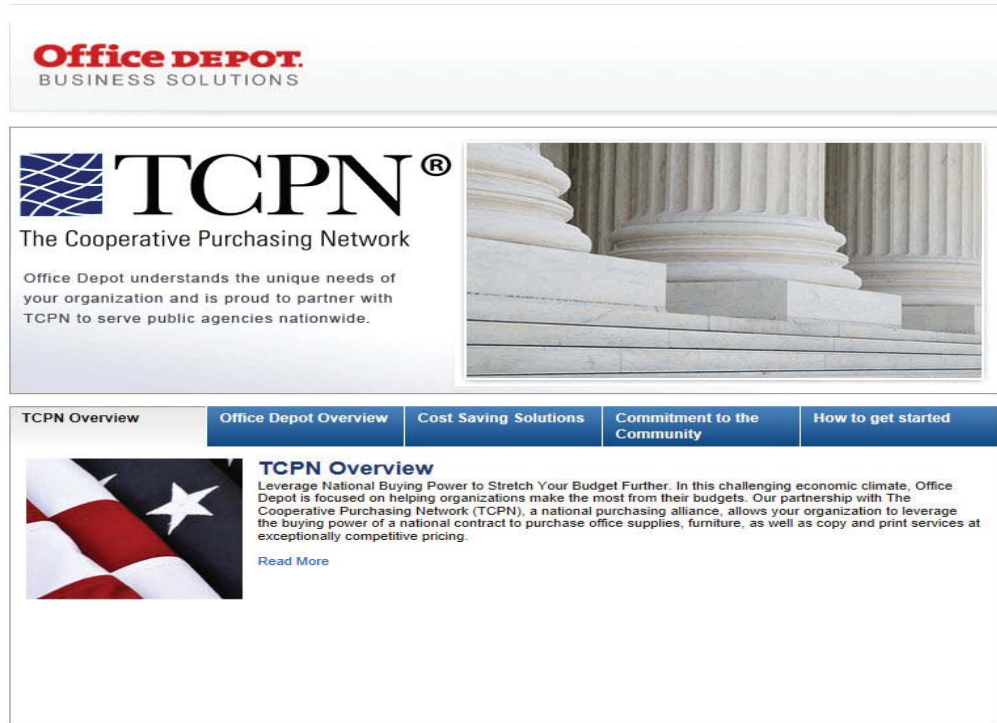 Office DEPOT.
BUSINESS SOLUTIONS
TCPN®
The Cooperative Purchasing Network
Office Depot understands the unique needs of
your organization and is proud to partner with
TCPN to serve public agencies nationwide.
TCPN Overview
Office Depot Overview
Cost Saving Solutions
Commitment to the
Community
How to get started
TCPN Overview
Leverage National Buying Power to Stretch Your Budget Further. In this challenging economic climate, Office
Depot is focused on helping organizations make the most from their budgets. Our partnership with The
Cooperative Purchasing Network (TCPN), a national purchasing alliance, allows your organization to leverage
the buying power of a national contract to purchase office supplies, furniture, as well as copy and print services at
exceptionally competitive pricing.
Read More